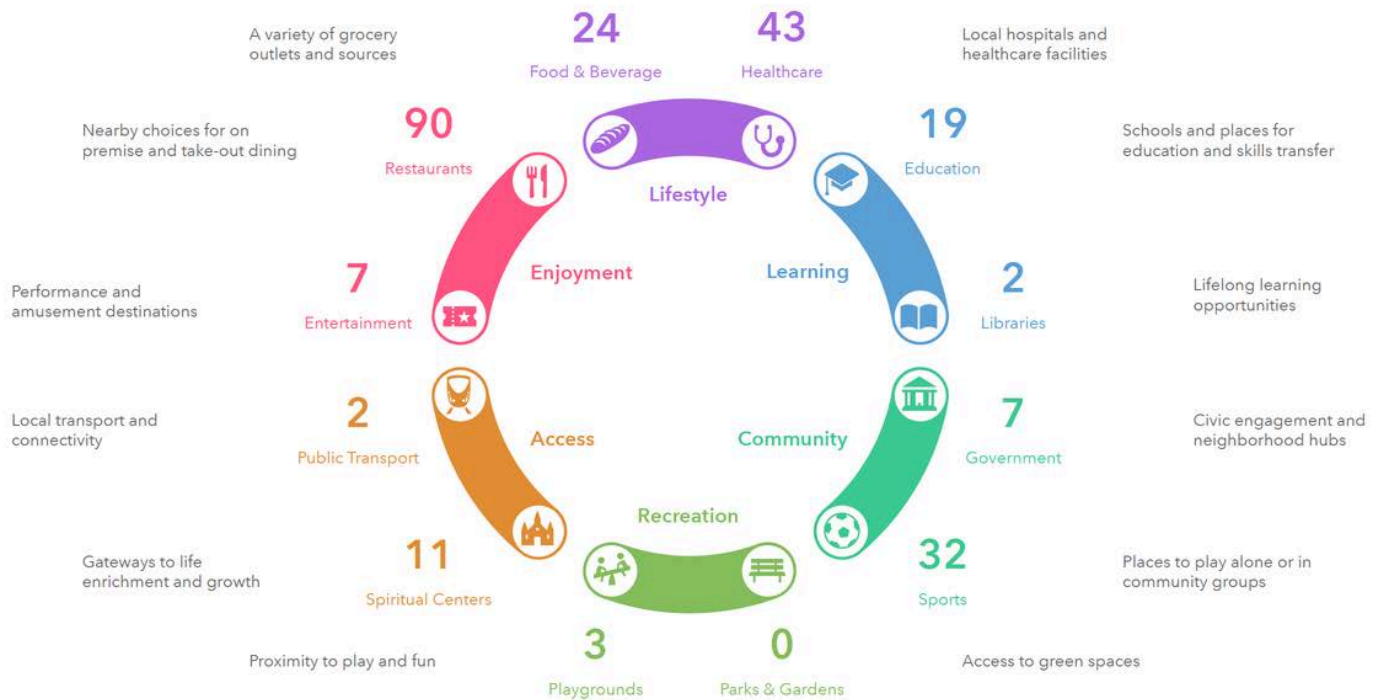 24
Food & Beverage
A variety of grocery
outlets and sources
43
Healthcare
Local hospitals and
healthcare facilities
90
Restaurants
Nearby choices for on
premise and take-out dining
19
Education
Schools and places for
education and skills transfer
Lifestyle
Enjoyment
Learning
7
Entertainment
Performance and
amusement destinations
2
Libraries
Lifelong learning
opportunities
2
Public Transport
Local transport and
connectivity
Access
Community
7
Government
Civic engagement and
neighborhood hubs
Recreation
11
Spiritual Centers
Gateways to life
enrichment and growth
32
Sports
Places to play alone or in
community groups
3
Playgrounds
Proximity to play and fun
0
Parks & Gardens
Access to green spaces